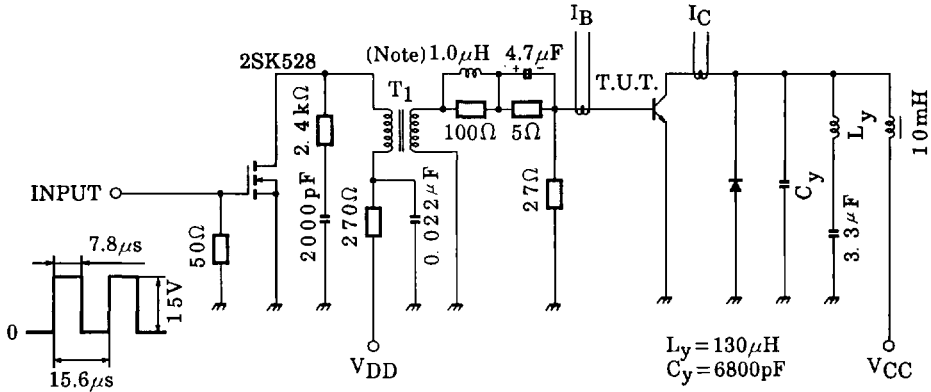 I_B
I_C
2SK528
(Note) 1.0μH
4.7μF
+ -
T_1
T.U.T.
2.4kΩ
100Ω
5Ω
L_y
10mH
INPUT
2000pF
270Ω
0.022μF
27Ω
C_y
3.3μF
50Ω
7.8μs
15V
0
15.6μs
V_DD
L_y=130μH
C_y=6800pF
V_CC